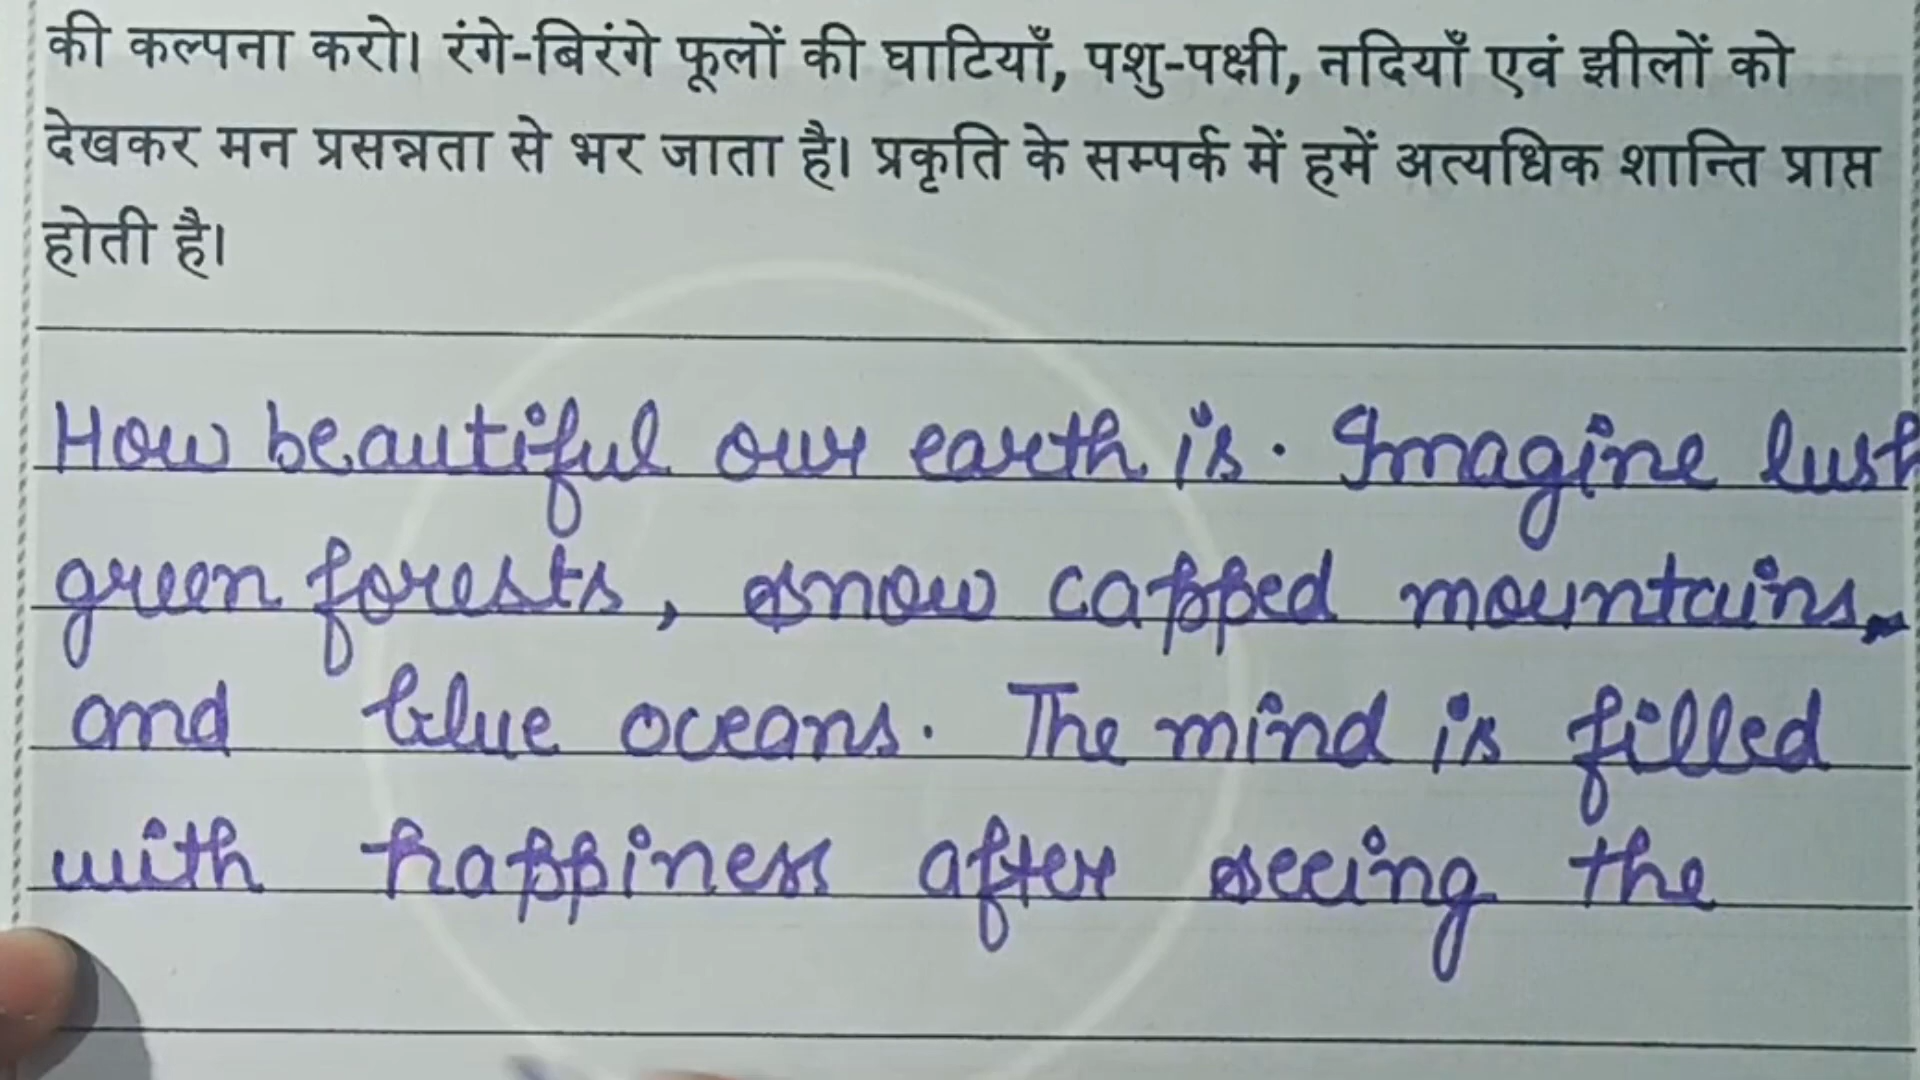 की कल्पना करो। रंगे-बिरंगे फूलों की घाटियाँ, पशु-पक्षी, नदियाँ एवं झीलों को
देखकर मन प्रसन्नता से भर जाता है। प्रकृति के सम्पर्क में हमें अत्यधिक शान्ति प्राप्त
होती है।
How beautiful our earth is. Imagine lush
green forests, snow capped mountains
and blue oceans. The mind is filled
with happiness after seeing the